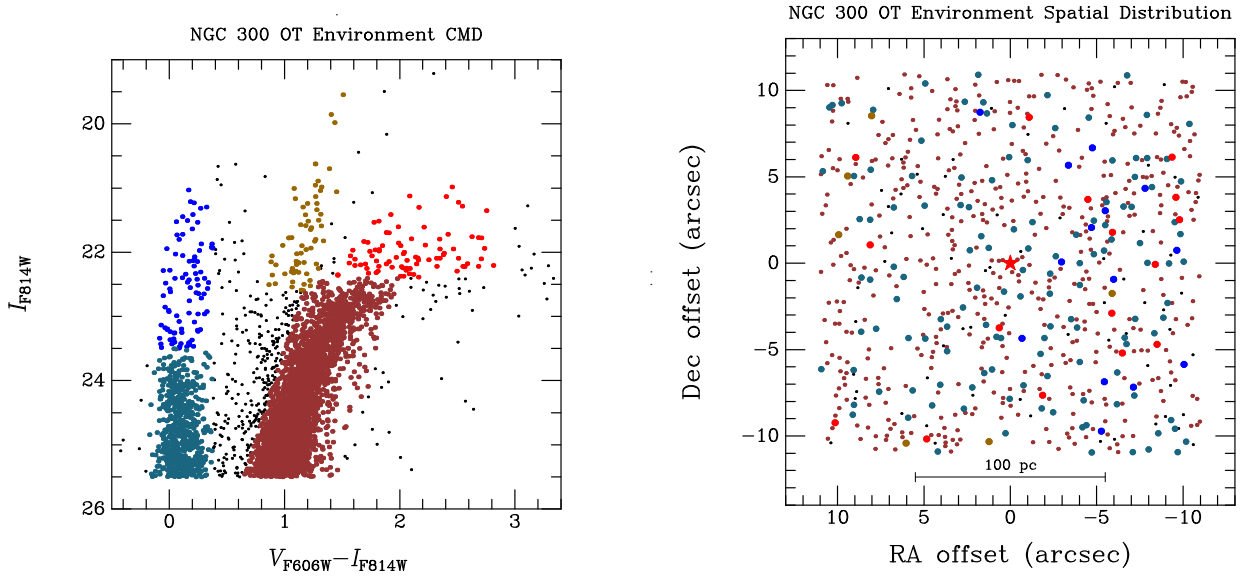 NGC 300 OT Environment CMD
20
22
24
26
0 1 2 3
I_F814W
V_F606W−I_F814W
NGC 300 OT Environment Spatial Distribution
10
5
0
−5
−10
100 pc
10 5 0 −5 −10
Dec offset (arcsec)
RA offset (arcsec)